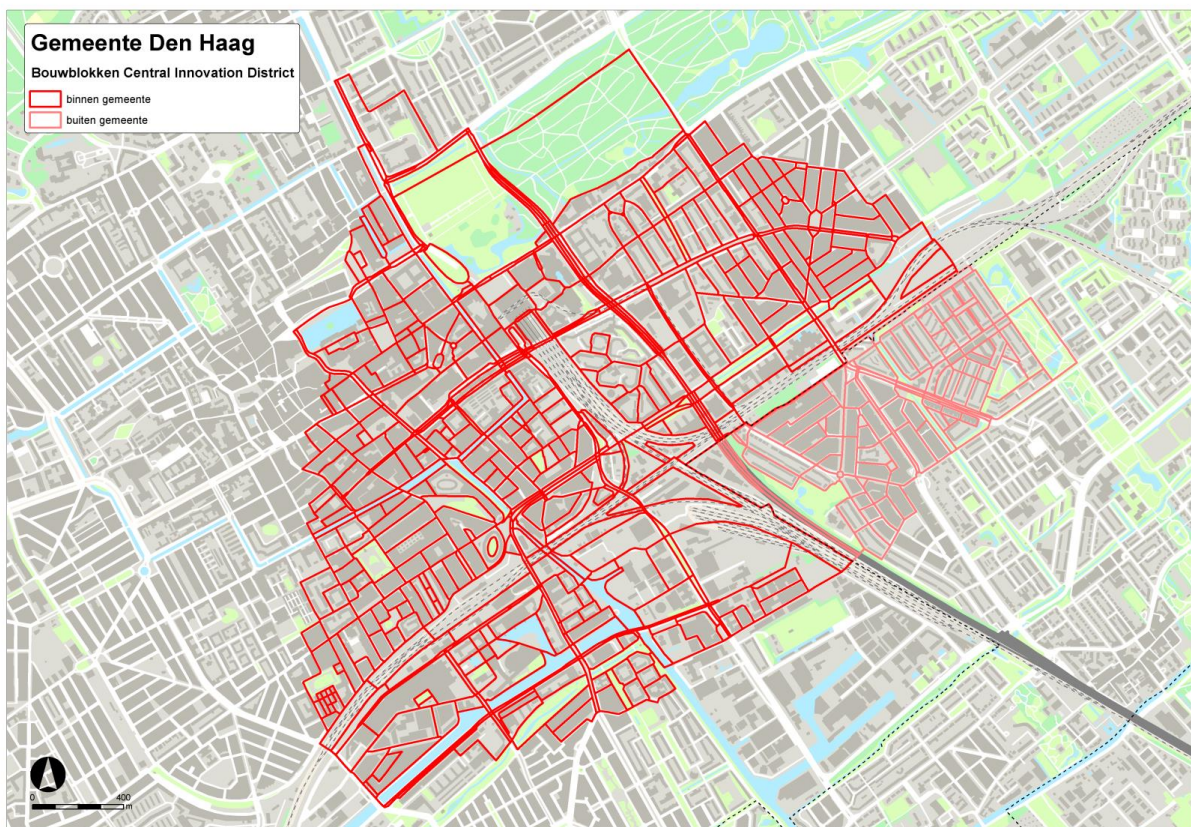 Gemeente Den Haag
Bouwblokken Central Innovation District
binnen gemeente
buiten gemeente
0 400
m